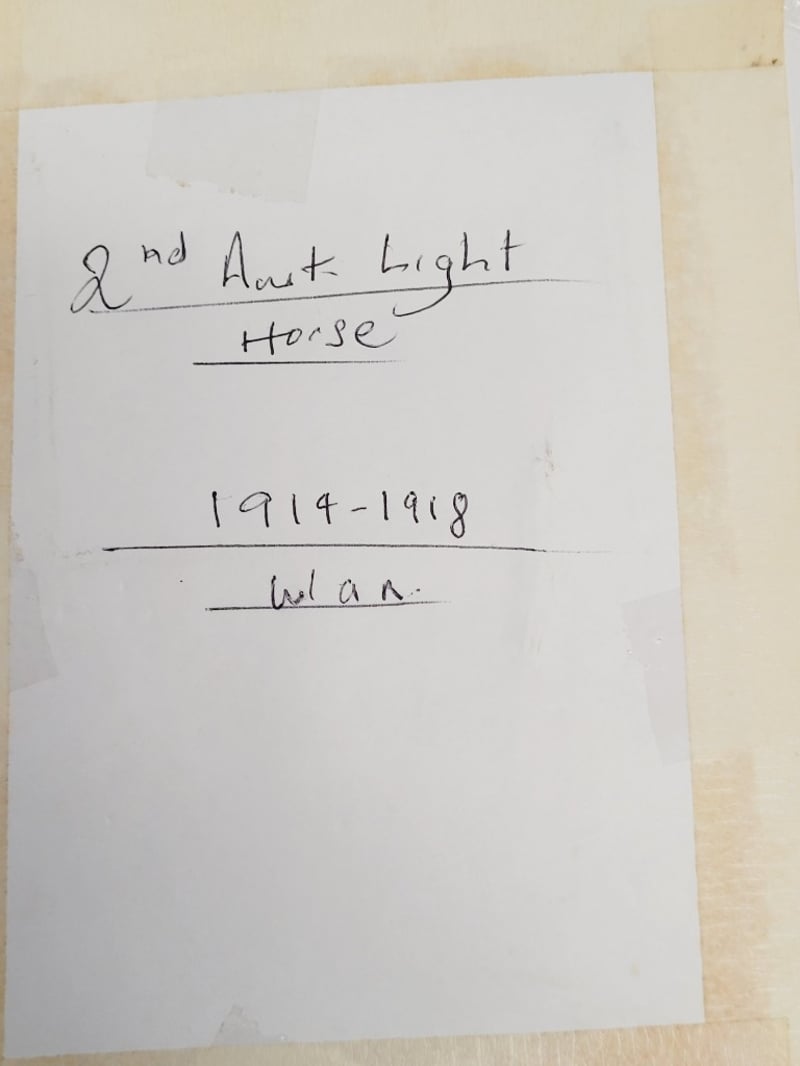 2nd Aust Light
Horse
1914-1918
War.